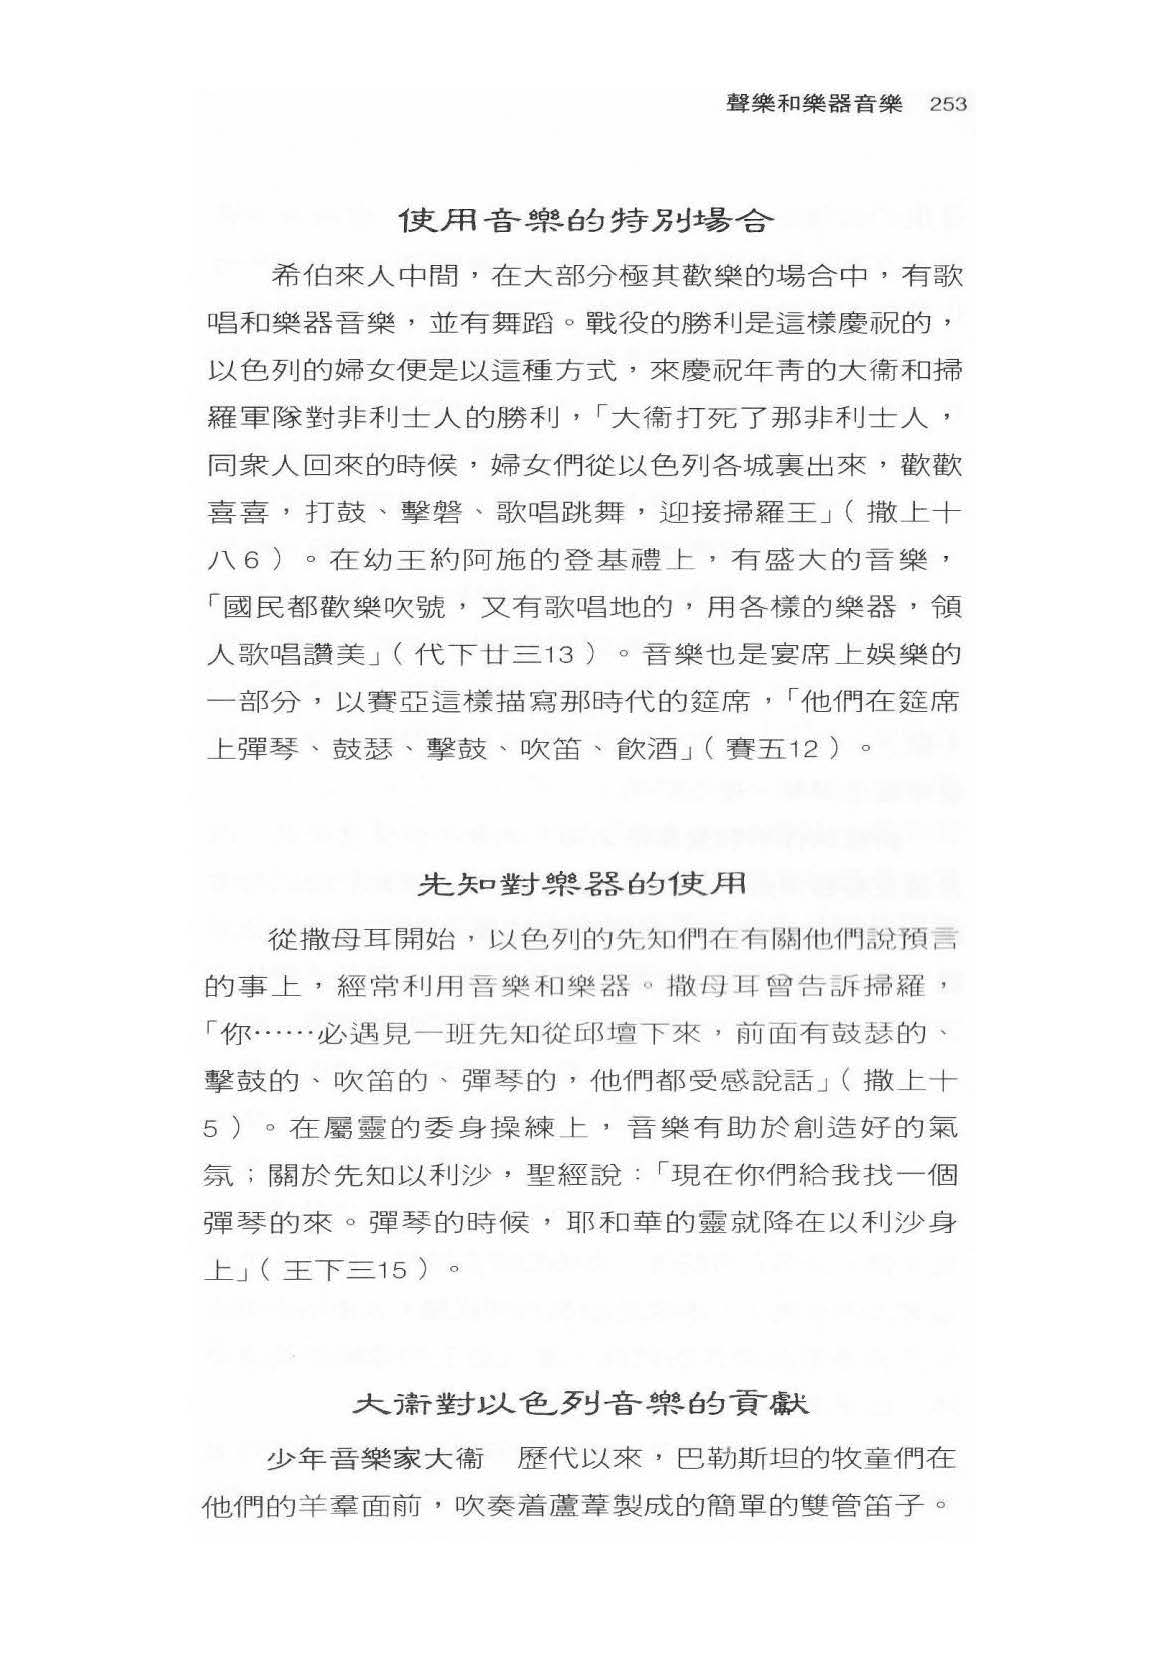 聲樂和樂器音樂 253
使用音樂的特別場合
希伯來人中間，在大部分極其歡樂的場合中，有歌
唱和樂器音樂，並有舞蹈。戰役的勝利是這樣慶祝的，
以色列的婦女便是以這種方式，來慶祝年青的大衞和掃
羅軍隊對非利士人的勝利，「大衞打死了那非利士人，
同衆人回來的時候，婦女們從以色列各城裏出來，歡歡
喜喜，打鼓、擊磐、歌唱跳舞，迎接掃羅王」（撒上十
八6）。在幼王約阿施的登基禮上，有盛大的音樂，
「國民都歡樂吹號，又有歌唱地的，用各樣的樂器，領
人歌唱讚美」（代下廿三13）。音樂也是宴席上娛樂的
一部分，以賽亞這樣描寫那時代的筵席，「他們在筵席
上彈琴、鼓瑟、擊鼓、吹笛、飲酒」（賽五12）。
先知對樂器的使用
從撒母耳開始，以色列的先知們在有關他們說預言
的事上，經常利用音樂和樂器。撒母耳曾告訴掃羅，
「你……必遇見一班先知從邱壇下來，前面有鼓瑟的、
擊鼓的、吹笛的、彈琴的，他們都受感說話」（撒上十
5）。在屬靈的委身操練上，音樂有助於創造好的氣
氛；關於先知以利沙，聖經說：「現在你們給我找一個
彈琴的來。彈琴的時候，耶和華的靈就降在以利沙身
上」（王下三15）。
大衞對以色列音樂的貢獻
少年音樂家大衞 歷代以來，巴勒斯坦的牧童們在
他們的羊羣面前，吹奏着蘆葦製成的簡單的雙管笛子。